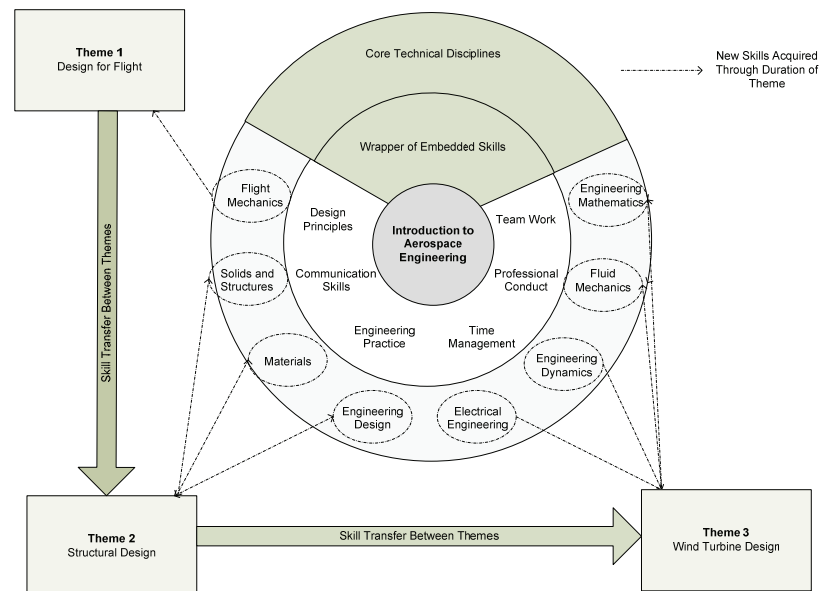 Theme 1
Design for Flight
Core Technical Disciplines
New Skills Acquired
Through Duration of
Theme
Wrapper of Embedded Skills
Flight
Mechanics
Engineering
Mathematics
Design
Principles
Team Work
Introduction to
Aerospace
Engineering
Skill Transfer Between Themes
Solids and
Structures
Communication
Skills
Professional
Conduct
Fluid
Mechanics
Engineering
Practice
Time
Management
Materials
Engineering
Dynamics
Engineering
Design
Electrical
Engineering
Theme 2
Structural Design
Skill Transfer Between Themes
Theme 3
Wind Turbine Design